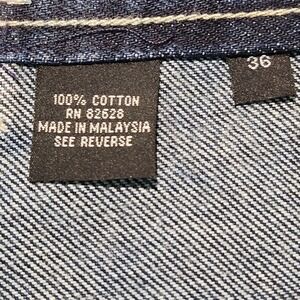 100% COTTON
RN 82628
MADE IN MALAYSIA
SEE REVERSE
36